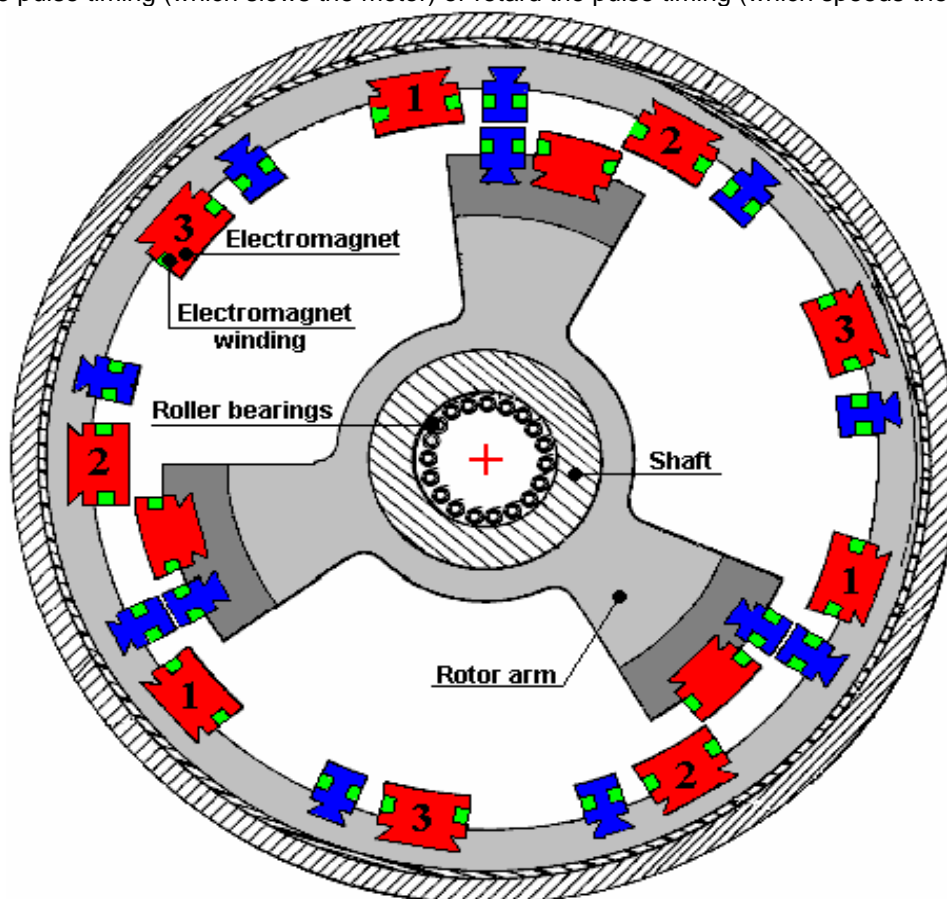 pulse timing (which slows the motor) or retard the pulse timing (which speeds the
1
2
3
Electromagnet
Electromagnet
winding
3
Roller bearings
Shaft
2
1
1
Rotor arm
2
3